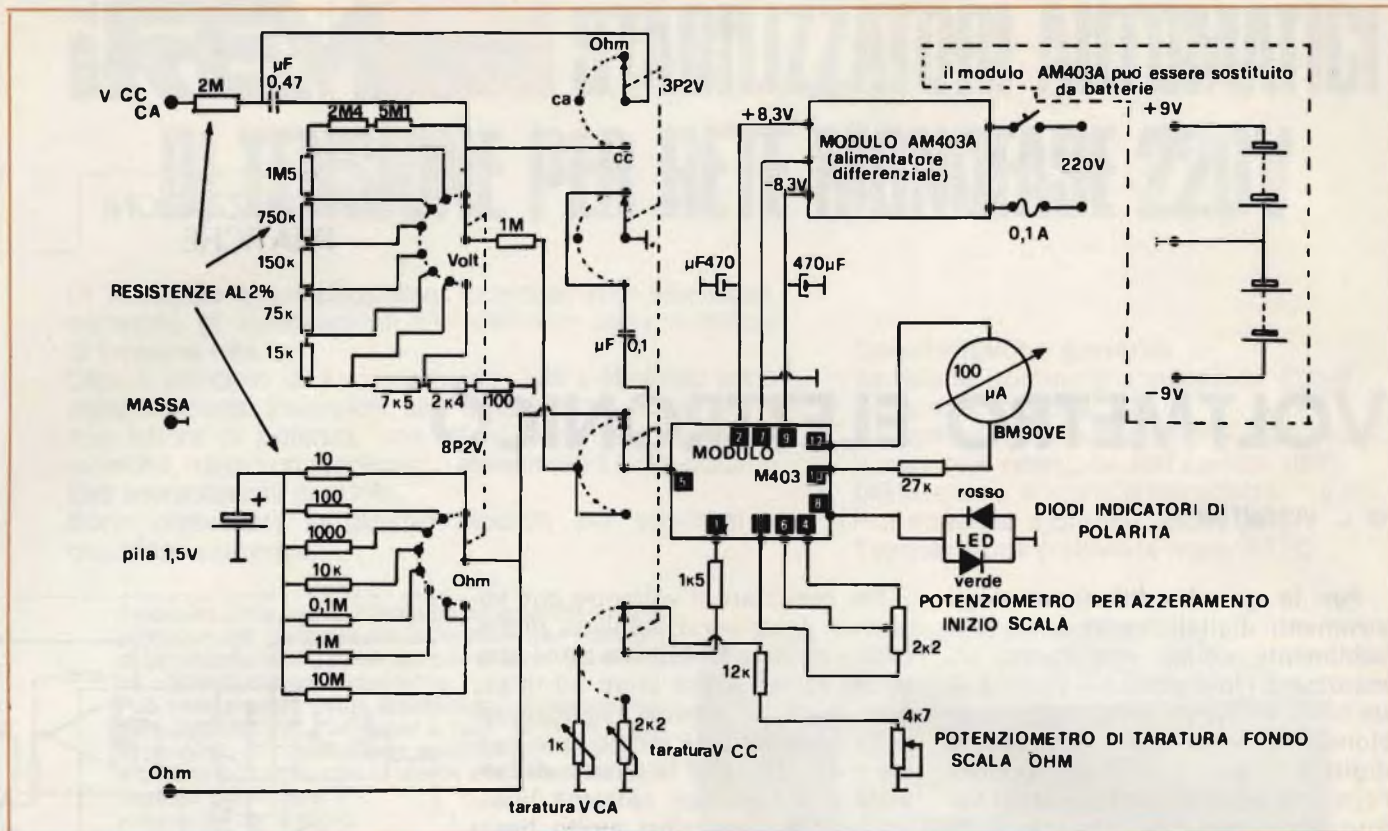 V CC
CA
2M
µF
0,47
2M4
5M1
1M5
750K
150K
75K
15K
RESISTENZE AL 2%
7K5
2K4
100
Volt
1M
MASSA
8P2V
10
100
1000
10K
0,1M
1M
10M
pila 1,5V
+
Ohm
Ohm
Ohm
ca
cc
3P2V
µF 0,1
1K
2K2
taratura V CC
taratura V CA
+8,3V
-8,3V
MODULO AM403A
(alimentatore
differenziale)
220V
0,1 A
il modulo AM403A può essere sostituito
da batterie
+9V
-9V
µF470
470µF
MODULO
M403
2
7
9
12
5
8
1
6
4
100
µA
BM90VE
27K
rosso
LED
verde
DIODI INDICATORI DI
POLARITA
1K5
12K
2K2
POTENZIOMETRO PER AZZERAMENTO
INIZIO SCALA
4K7
POTENZIOMETRO DI TARATURA FONDO
SCALA OHM